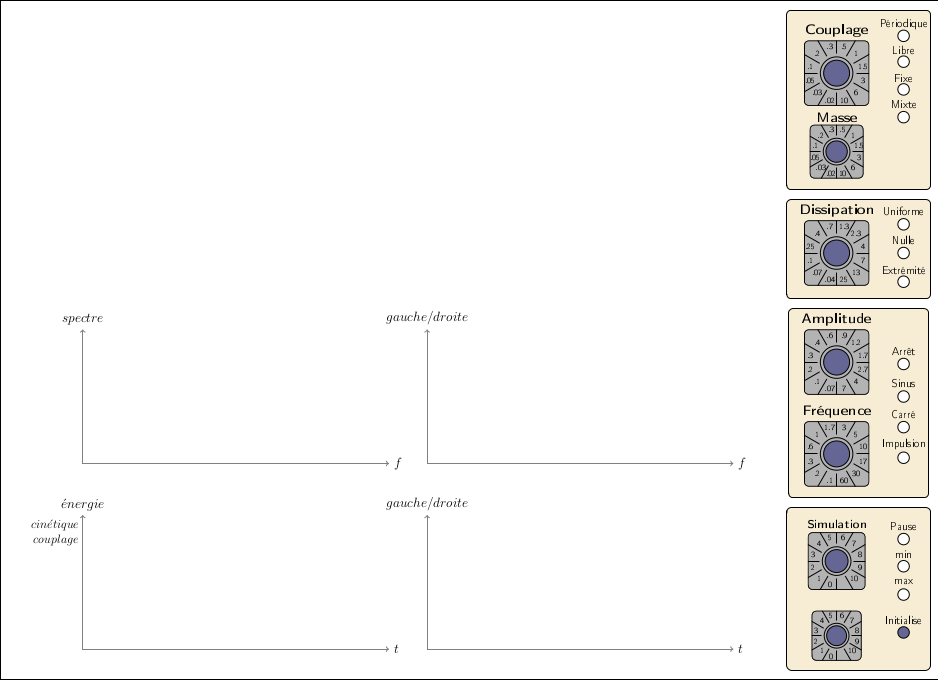 spectre
f
gauche/droite
f
énergie
cinétique
couplage
t
gauche/droite
t
Couplage
.02 .03 .05 .1 .2 .3 .5 1 1.5 3 6 10
Périodique
Libre
Fixe
Mixte
Masse
.02 .03 .05 .1 .2 .3 .5 1 1.5 3 6 10
Dissipation
.04 .07 .1 .25 .4 .7 1.3 2.3 4 7 13 25
Uniforme
Nulle
Extrémité
Amplitude
.07 .1 .2 .3 .4 .6 .9 1.2 1.7 2.7 4 7
Arrêt
Sinus
Carré
Impulsion
Fréquence
.1 .2 .3 .6 1 1.7 3 5 10 17 30 60
Simulation
0 1 2 3 4 5 6 7 8 9 10
Pause
min
max
Initialise
0 1 2 3 4 5 6 7 8 9 10